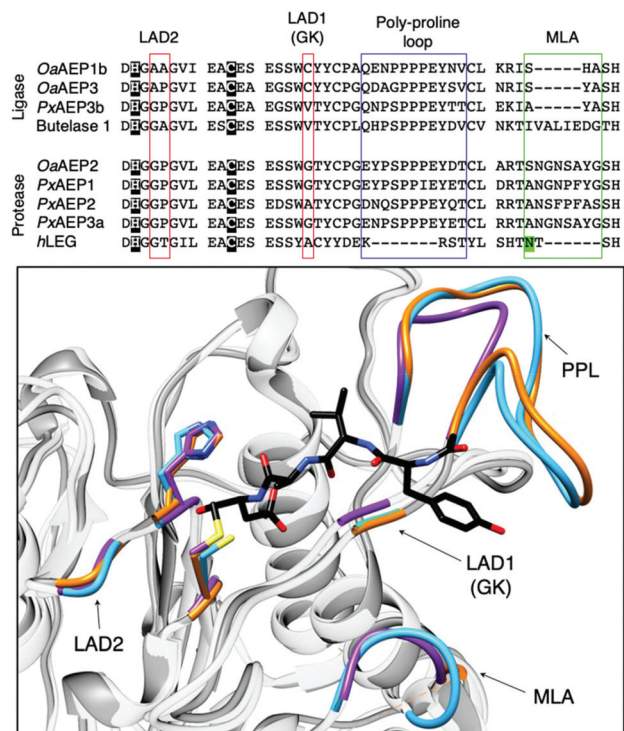 LAD2 LAD1 (GK) Poly-proline loop MLA
Ligase
OaAEP1b DHGAAGVI EACES ESSWCYYCPAQENPPPPEYNVCL KRIS-----HASH
OaAEP3 DHGAPGVI EACEA EGSWCYYCPQDAGPPPEYSVCL NRIS-----YASH
PxAEP3b DHGGPGVL EACES EGSWVTYCPGQNPSPPPEYTTCL EKIA-----YASH
Butelase 1 DHGGAGVL ESCES ESSWVTYCPLQHPSPPPEYDVCV NKTIVALIEDGTH
Protease
OaAEP2 DHGGPGVL EACES ESSWGTYCPGEYPSPPPEYDTCL ARTSNGNSAYGSH
PxAEP1 DHGGPGVL EACES ESSWGTYCPGEYPSPPIEYETCL DRTANGNPFYGSH
PxAEP2 DHGGPGVL EACES EDSWATYCPGDNQSPPPEYQTCL RRTANSFPFASSH
PxAEP3a DHGGPGVL EACES ESSWGTYCPGENPSPPPEYETCL RRTANGNSAYGSH
hLEG DHGGTGIL EACES ESSYACYYDEK-------RSTYLS SHTNT------SH
PPL
LAD1
(GK)
LAD2
MLA